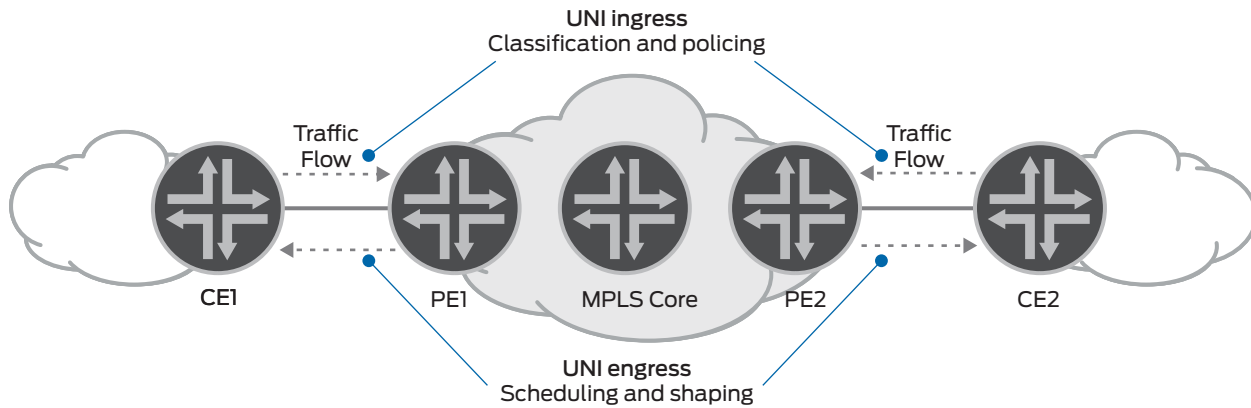 UNI ingress
Classification and policing
Traffic
Flow
Traffic
Flow
CE1
PE1
MPLS Core
PE2
CE2
UNI engress
Scheduling and shaping